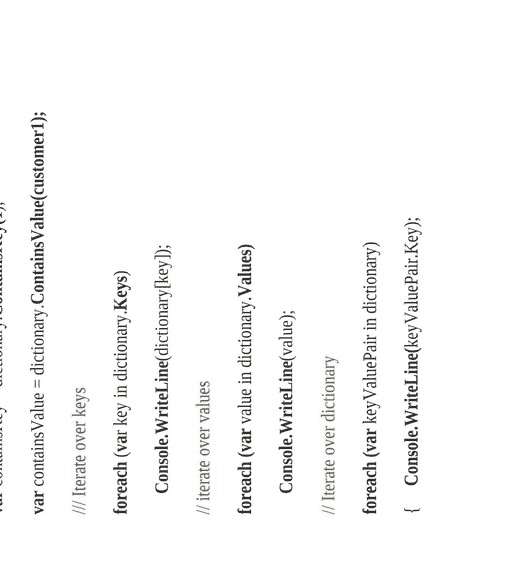 var containsValue = dictionary.ContainsValue(customer1);
/// Iterate over keys
foreach (var key in dictionary.Keys)
Console.WriteLine(dictionary[key]);
// iterate over values
foreach (var value in dictionary.Values)
Console.WriteLine(value);
// Iterate over dictionary
foreach (var keyValuePair in dictionary)
{ Console.WriteLine(keyValuePair.Key);